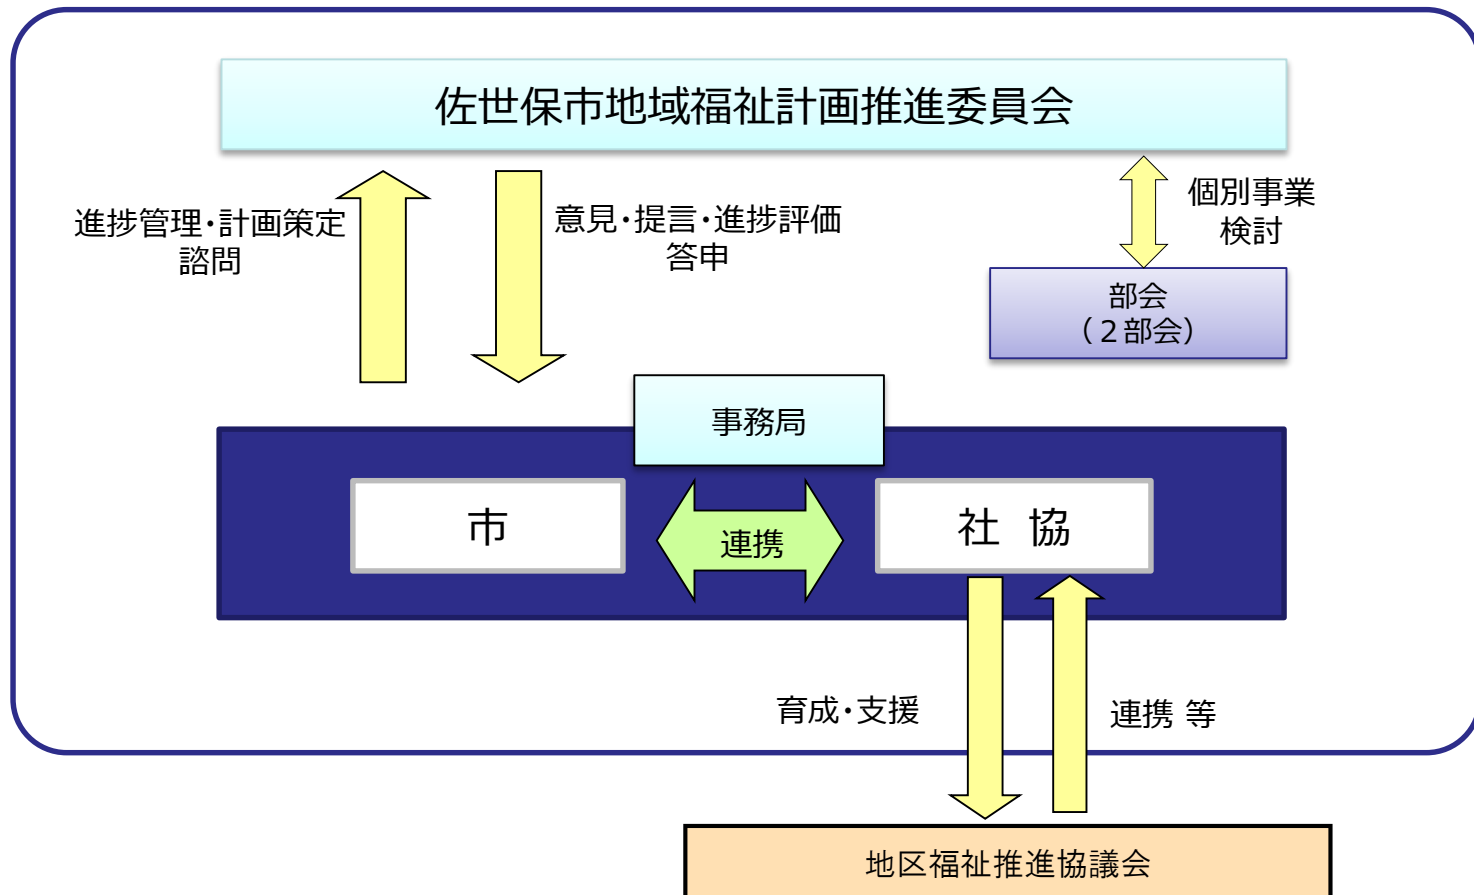 佐世保市地域福祉計画推進委員会
進捗管理・計画策定
諮問
意見・提言・進捗評価
答申
個別事業
検討
部会
（２部会）
事務局
市
連携
社 協
育成・支援
連携 等
地区福祉推進協議会